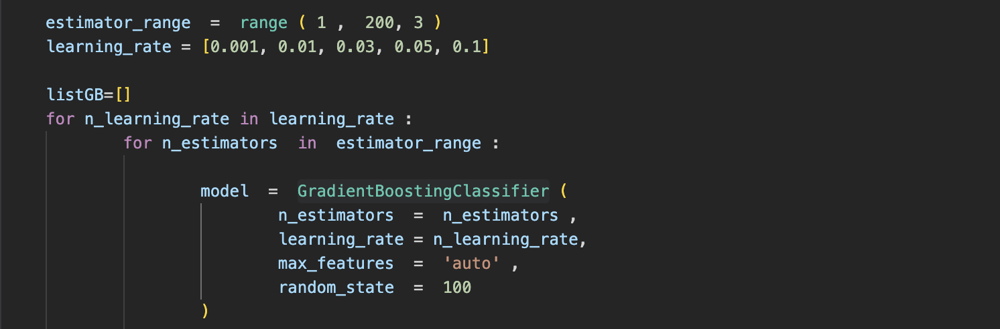 estimator_range  =  range ( 1 ,  200, 3 )
learning_rate = [0.001, 0.01, 0.03, 0.05, 0.1]
listGB=[]
for n_learning_rate in learning_rate :
        for n_estimators  in  estimator_range :
                model  =  GradientBoostingClassifier (
                        n_estimators  =  n_estimators ,
                        learning_rate = n_learning_rate,
                        max_features  =  'auto' ,
                        random_state  =  100
                )